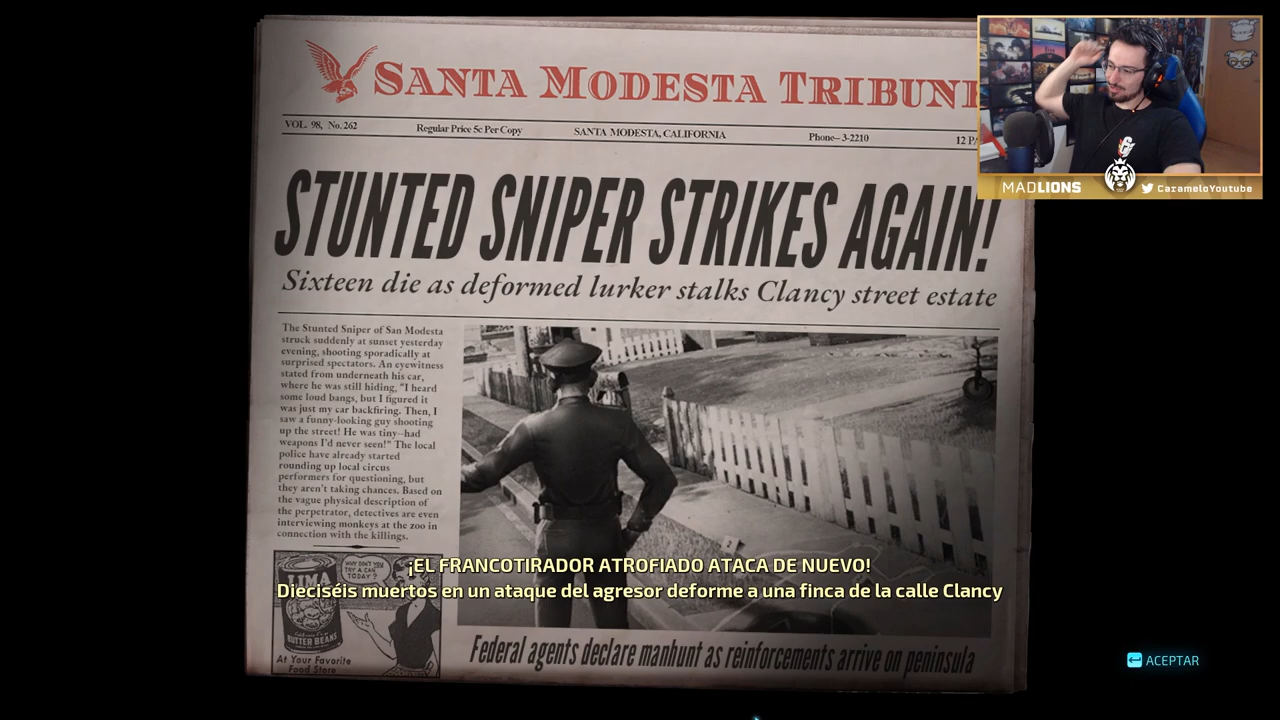 SANTA MODESTA TRIBUNE
VOL. 98, No. 262
Regular Price 5c Per Copy
SANTA MODESTA, CALIFORNIA
Phone–3-2210
12 PA
MADLIONS
CarameloYoutube
STUNTED SNIPER STRIKES AGAIN!
Sixteen die as deformed lurker stalks Clancy street estate
The Stunted Sniper of San Modesta
struck suddenly at sunset yesterday
evening, shooting sporadically at
surprised spectators. An eyewitness
stated from underneath his car,
where he was still hiding, "I heard
some loud bangs, but I figured it
was just my car backfiring. Then, I
saw a funny-looking guy shooting
up the street! He was tiny–had
weapons I'd never seen!" The local
police have already started
rounding up local circus
performers for questioning, but
they aren't taking chances. Based on
the vague physical description of
the perpetrator, detectives are even
interviewing monkeys at the zoo in
connection with the killings.
WHY DON'T YOU
TRY A CAN
TODAY?
LIMA
BUTTER BEANS
At Your Favorite
Food Store
¡EL FRANCOTIRADOR ATROFIADO ATACA DE NUEVO!
Dieciséis muertos en un ataque del agresor deforme a una finca de la calle Clancy
Federal agents declare manhunt as reinforcements arrive on peninsula
ACEPTAR